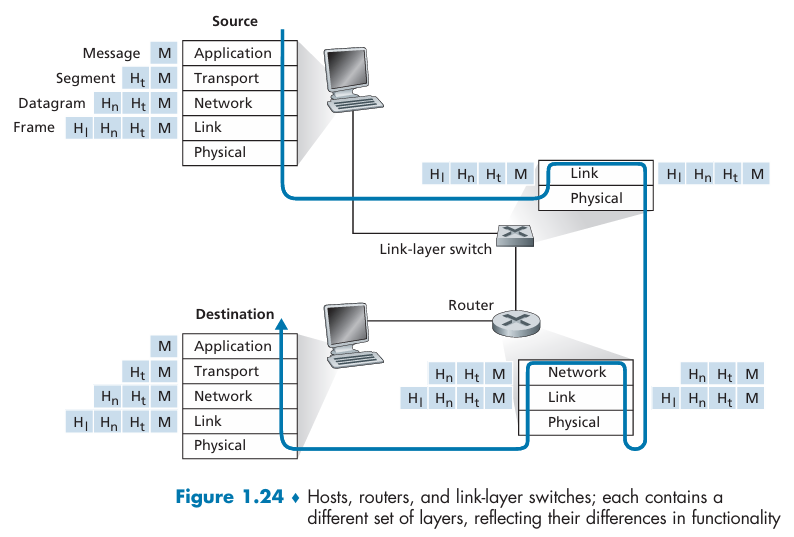 Source
Message M Application
Segment Ht M Transport
Datagram Hn Ht M Network
Frame Hl Hn Ht M Link
Physical
Hl Hn Ht M Link Hl Hn Ht M
Physical
Link-layer switch
Router
Destination
M Application
Ht M Transport
Hn Ht M Network
Hl Hn Ht M Link
Physical
Hn Ht M Network Hn Ht M
Hl Hn Ht M Link Hl Hn Ht M
Physical
Figure 1.24 ♦ Hosts, routers, and link-layer switches; each contains a
different set of layers, reflecting their differences in functionality